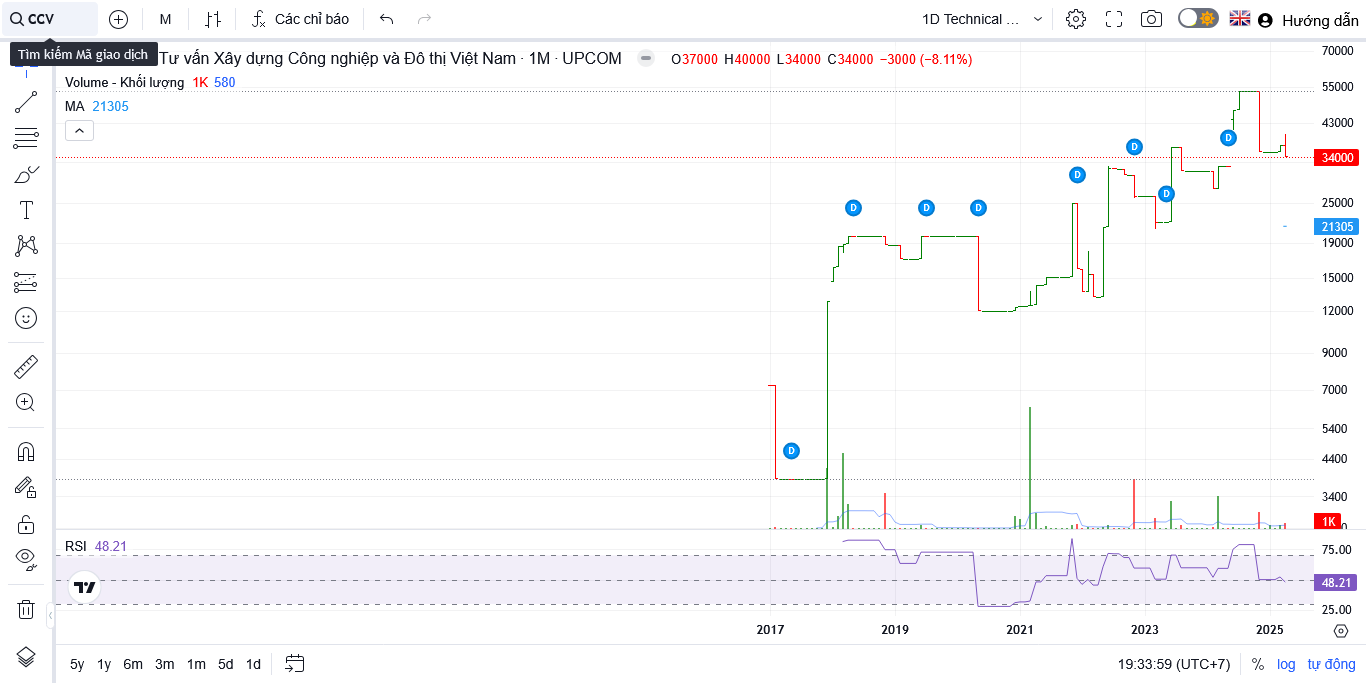 CCV
M
Các chỉ báo
1D Technical ...
Hướng dẫn
Tìm kiếm Mã giao dịch
Tư vấn Xây dựng Công nghiệp và Đô thị Việt Nam · 1M · UPCOM
O37000 H40000 L34000 C34000 −3000 (−8.11%)
Volume - Khối lượng 1K 580
MA 21305
70000
55000
43000
34000
25000
21305
19000
15000
12000
9000
7000
5400
4400
3400
1K
D
D
D
D
D
D
D
D
RSI 48.21
75.00
48.21
25.00
2017
2019
2021
2023
2025
5y 1y 6m 3m 1m 5d 1d
19:33:59 (UTC+7)
%
log
tự động